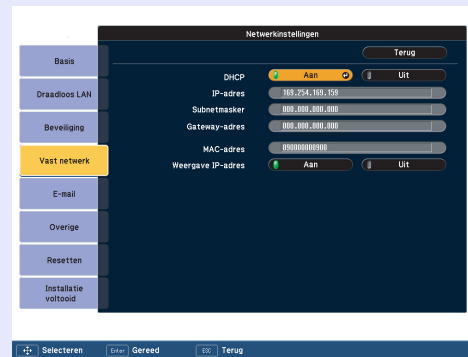 Netwerkinstellingen
Terug
Basis
Draadloos LAN
Beveiliging
Vast netwerk
E-mail
Overige
Resetten
Installatie
voltooid
DHCP Aan Uit
IP-adres 169.254.169.159
Subnetmasker 000.000.000.000
Gateway-adres 000.000.000.000
MAC-adres 090000000900
Weergave IP-adres Aan Uit
Selecteren Enter Gereed ESC Terug